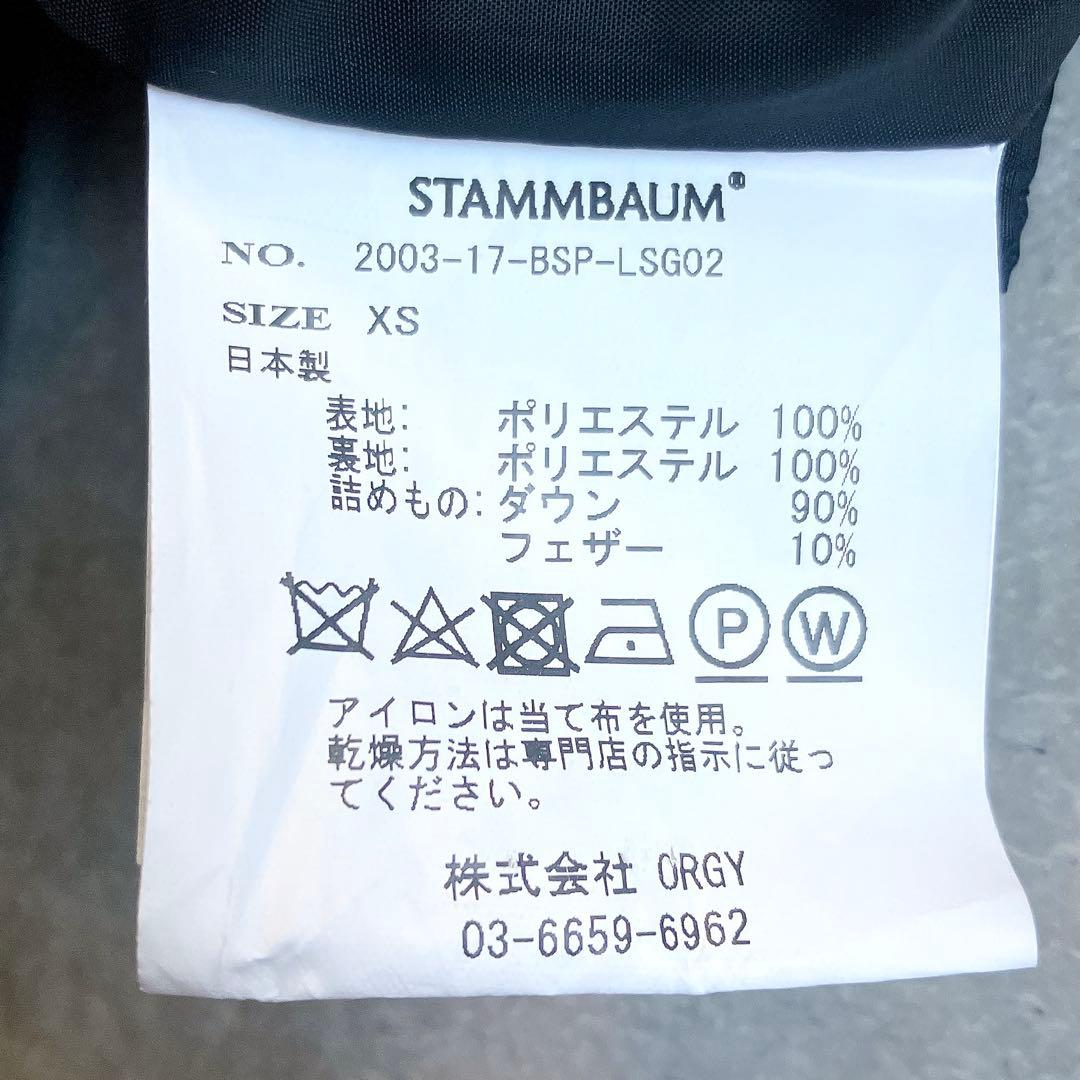 STAMMBAUM®
NO. 2003-17-BSP-LSG02
SIZE XS
日本製
表地: ポリエステル 100%
裏地: ポリエステル 100%
詰めもの: ダウン 90%
フェザー 10%
P W
アイロンは当て布を使用。
乾燥方法は専門店の指示に従っ
てください。
株式会社 ORGY
03-6659-6962